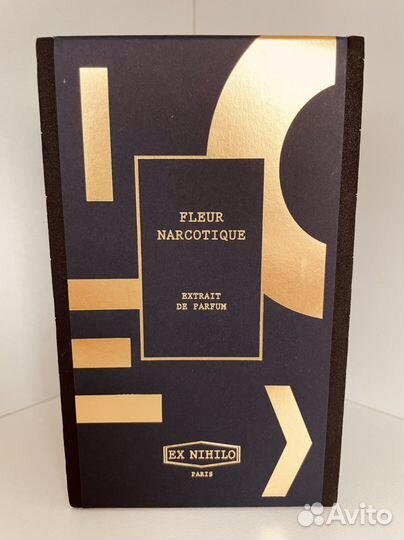 FLEUR
NARCOTIQUE
EXTRAIT
DE PARFUM
EX NIHILO
PARIS
Avito